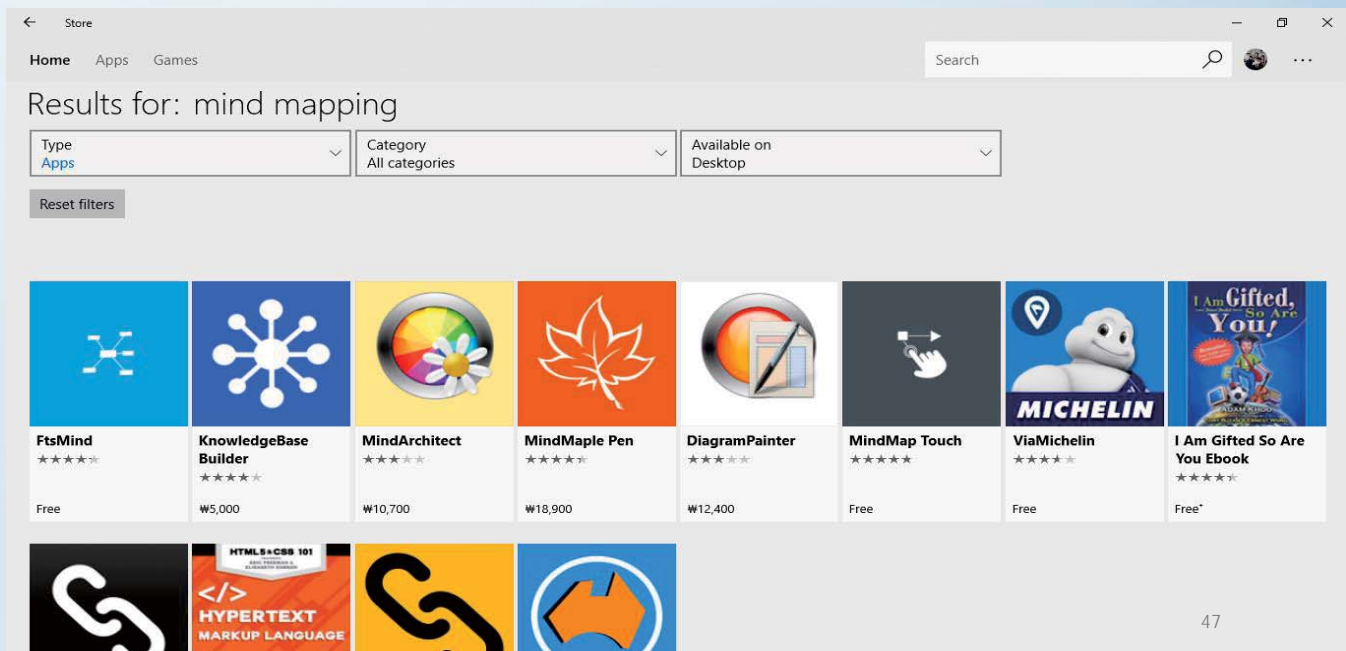 Store
Home Apps Games
Search
Results for: mind mapping
Type
Apps
Category
All categories
Available on
Desktop
Reset filters
I Am Gifted,
So Are
You!
ADAM KHOO
MICHELIN
FtsMind
Free
KnowledgeBase
Builder
₩5,000
MindArchitect
₩10,700
MindMaple Pen
₩18,900
DiagramPainter
₩12,400
MindMap Touch
Free
ViaMichelin
Free
I Am Gifted So Are
You Ebook
Free*
HTML5&CSS 101
</>
HYPERTEXT
MARKUP LANGUAGE
47